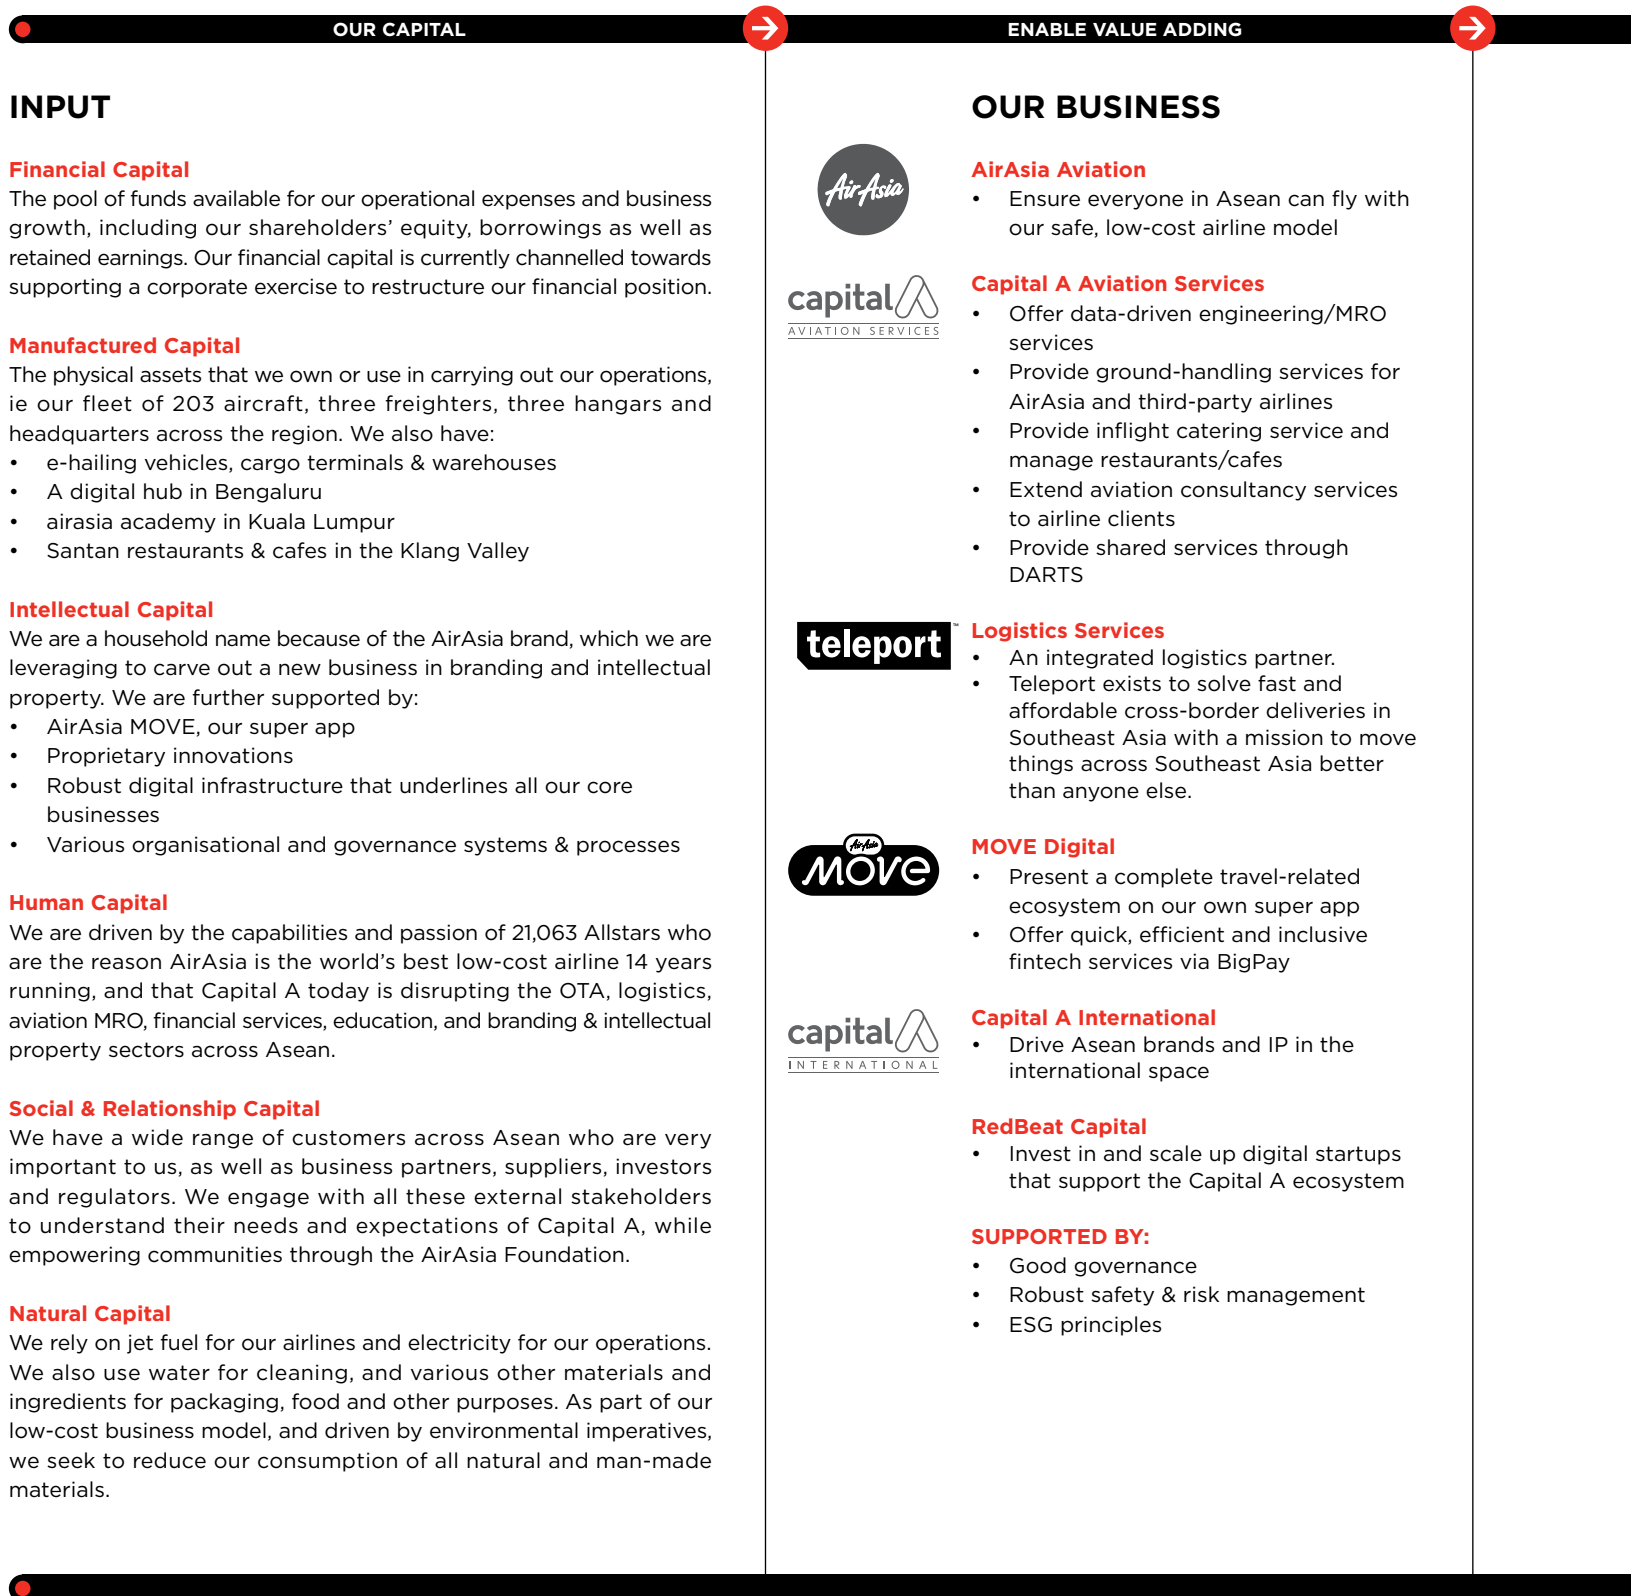 OUR CAPITAL
ENABLE VALUE ADDING
INPUT
Financial Capital
The pool of funds available for our operational expenses and business
growth, including our shareholders’ equity, borrowings as well as
retained earnings. Our financial capital is currently channelled towards
supporting a corporate exercise to restructure our financial position.
Manufactured Capital
The physical assets that we own or use in carrying out our operations,
ie our fleet of 203 aircraft, three freighters, three hangars and
headquarters across the region. We also have:
• e-hailing vehicles, cargo terminals & warehouses
• A digital hub in Bengaluru
• airasia academy in Kuala Lumpur
• Santan restaurants & cafes in the Klang Valley
Intellectual Capital
We are a household name because of the AirAsia brand, which we are
leveraging to carve out a new business in branding and intellectual
property. We are further supported by:
• AirAsia MOVE, our super app
• Proprietary innovations
• Robust digital infrastructure that underlines all our core
businesses
• Various organisational and governance systems & processes
Human Capital
We are driven by the capabilities and passion of 21,063 Allstars who
are the reason AirAsia is the world’s best low-cost airline 14 years
running, and that Capital A today is disrupting the OTA, logistics,
aviation MRO, financial services, education, and branding & intellectual
property sectors across Asean.
Social & Relationship Capital
We have a wide range of customers across Asean who are very
important to us, as well as business partners, suppliers, investors
and regulators. We engage with all these external stakeholders
to understand their needs and expectations of Capital A, while
empowering communities through the AirAsia Foundation.
Natural Capital
We rely on jet fuel for our airlines and electricity for our operations.
We also use water for cleaning, and various other materials and
ingredients for packaging, food and other purposes. As part of our
low-cost business model, and driven by environmental imperatives,
we seek to reduce our consumption of all natural and man-made
materials.
OUR BUSINESS
AirAsia
AirAsia Aviation
• Ensure everyone in Asean can fly with
our safe, low-cost airline model
capital A
AVIATION SERVICES
Capital A Aviation Services
• Offer data-driven engineering/MRO
services
• Provide ground-handling services for
AirAsia and third-party airlines
• Provide inflight catering service and
manage restaurants/cafes
• Extend aviation consultancy services
to airline clients
• Provide shared services through
DARTS
teleport™
Logistics Services
• An integrated logistics partner.
• Teleport exists to solve fast and
affordable cross-border deliveries in
Southeast Asia with a mission to move
things across Southeast Asia better
than anyone else.
AirAsia
MOVE
MOVE Digital
• Present a complete travel-related
ecosystem on our own super app
• Offer quick, efficient and inclusive
fintech services via BigPay
capital A
INTERNATIONAL
Capital A International
• Drive Asean brands and IP in the
international space
RedBeat Capital
• Invest in and scale up digital startups
that support the Capital A ecosystem
SUPPORTED BY:
• Good governance
• Robust safety & risk management
• ESG principles